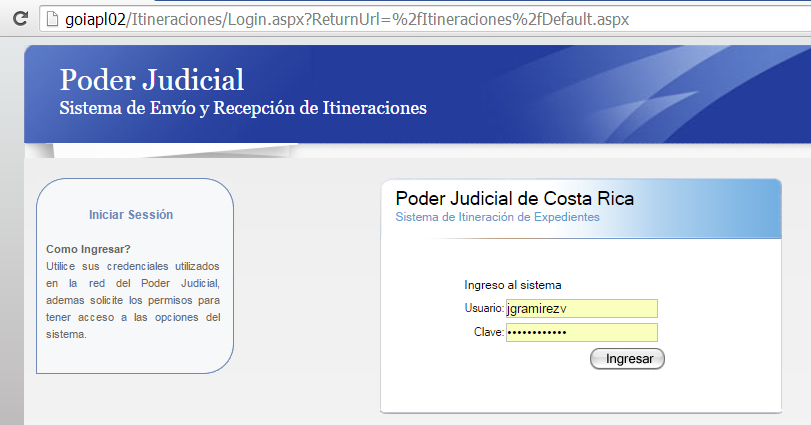 goiapl02/Itineraciones/Login.aspx?ReturnUrl=%2fItineraciones%2fDefault.aspx
Poder Judicial
Sistema de Envío y Recepción de Itineraciones
Iniciar Sessión
Como Ingresar?
Utilice sus credenciales utilizados
en la red del Poder Judicial,
ademas solicite los permisos para
tener acceso a las opciones del
sistema.
Poder Judicial de Costa Rica
Sistema de Itineración de Expedientes
Ingreso al sistema
Usuario: jgramirezv
Clave: ••••••••••••
Ingresar